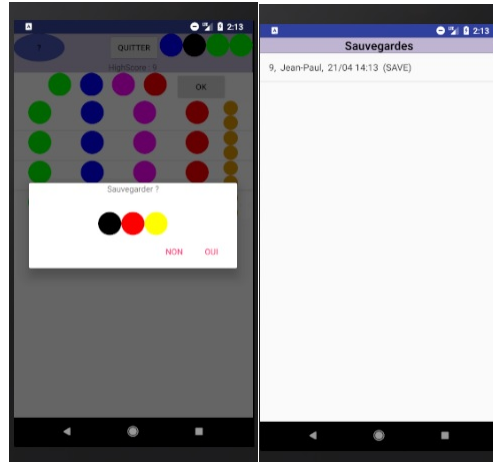 2:13
?
QUITTER
HighScore : 9
OK
Sauvegarder ?
NON OUI
2:13
Sauvegardes
9, Jean-Paul, 21/04 14:13 (SAVE)